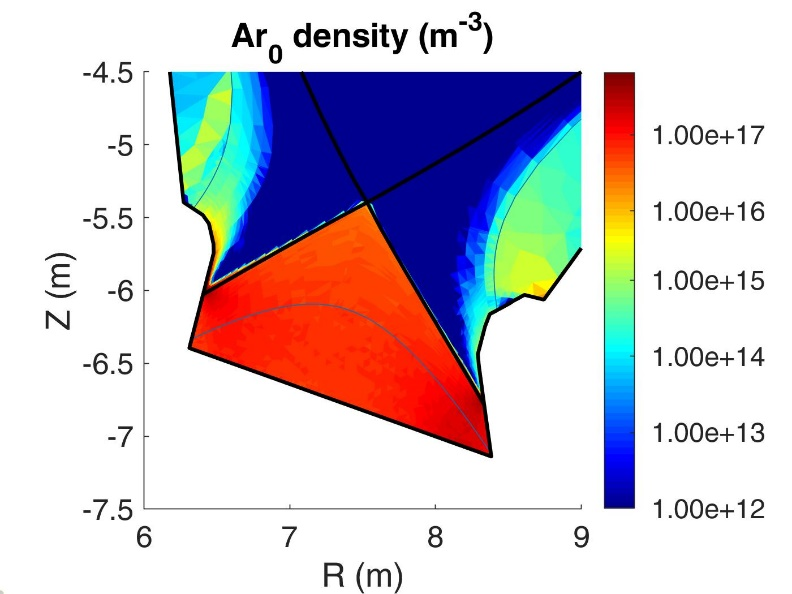 Ar0 density (m-3)
-4.5
-5
-5.5
-6
-6.5
-7
-7.5
Z (m)
6 7 8 9
R (m)
1.00e+17
1.00e+16
1.00e+15
1.00e+14
1.00e+13
1.00e+12